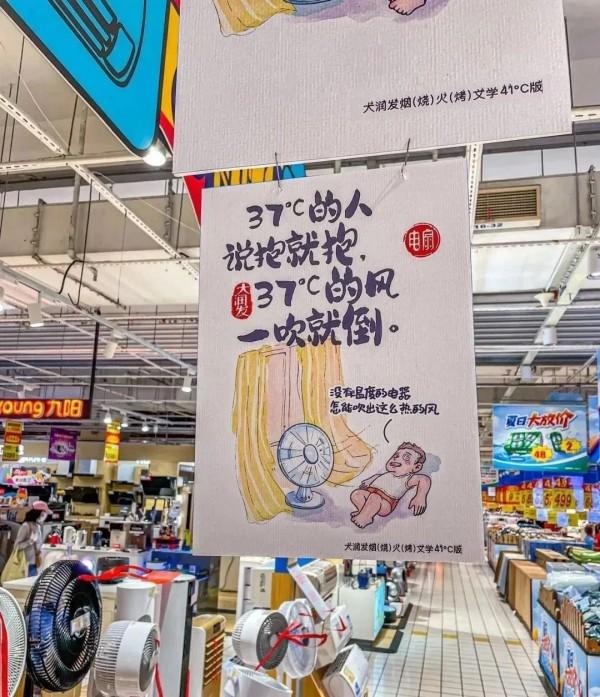 犬润发烟(烧)火(烤)文学41°C版
37°C的人
说抱就抱,
电扇
大润发
37°C的风
一吹就倒。
没有温度的电器
怎能吹出这么热的风
犬润发烟(烧)火(烤)文学41°C版
young九阳
夏日大放价
48
499